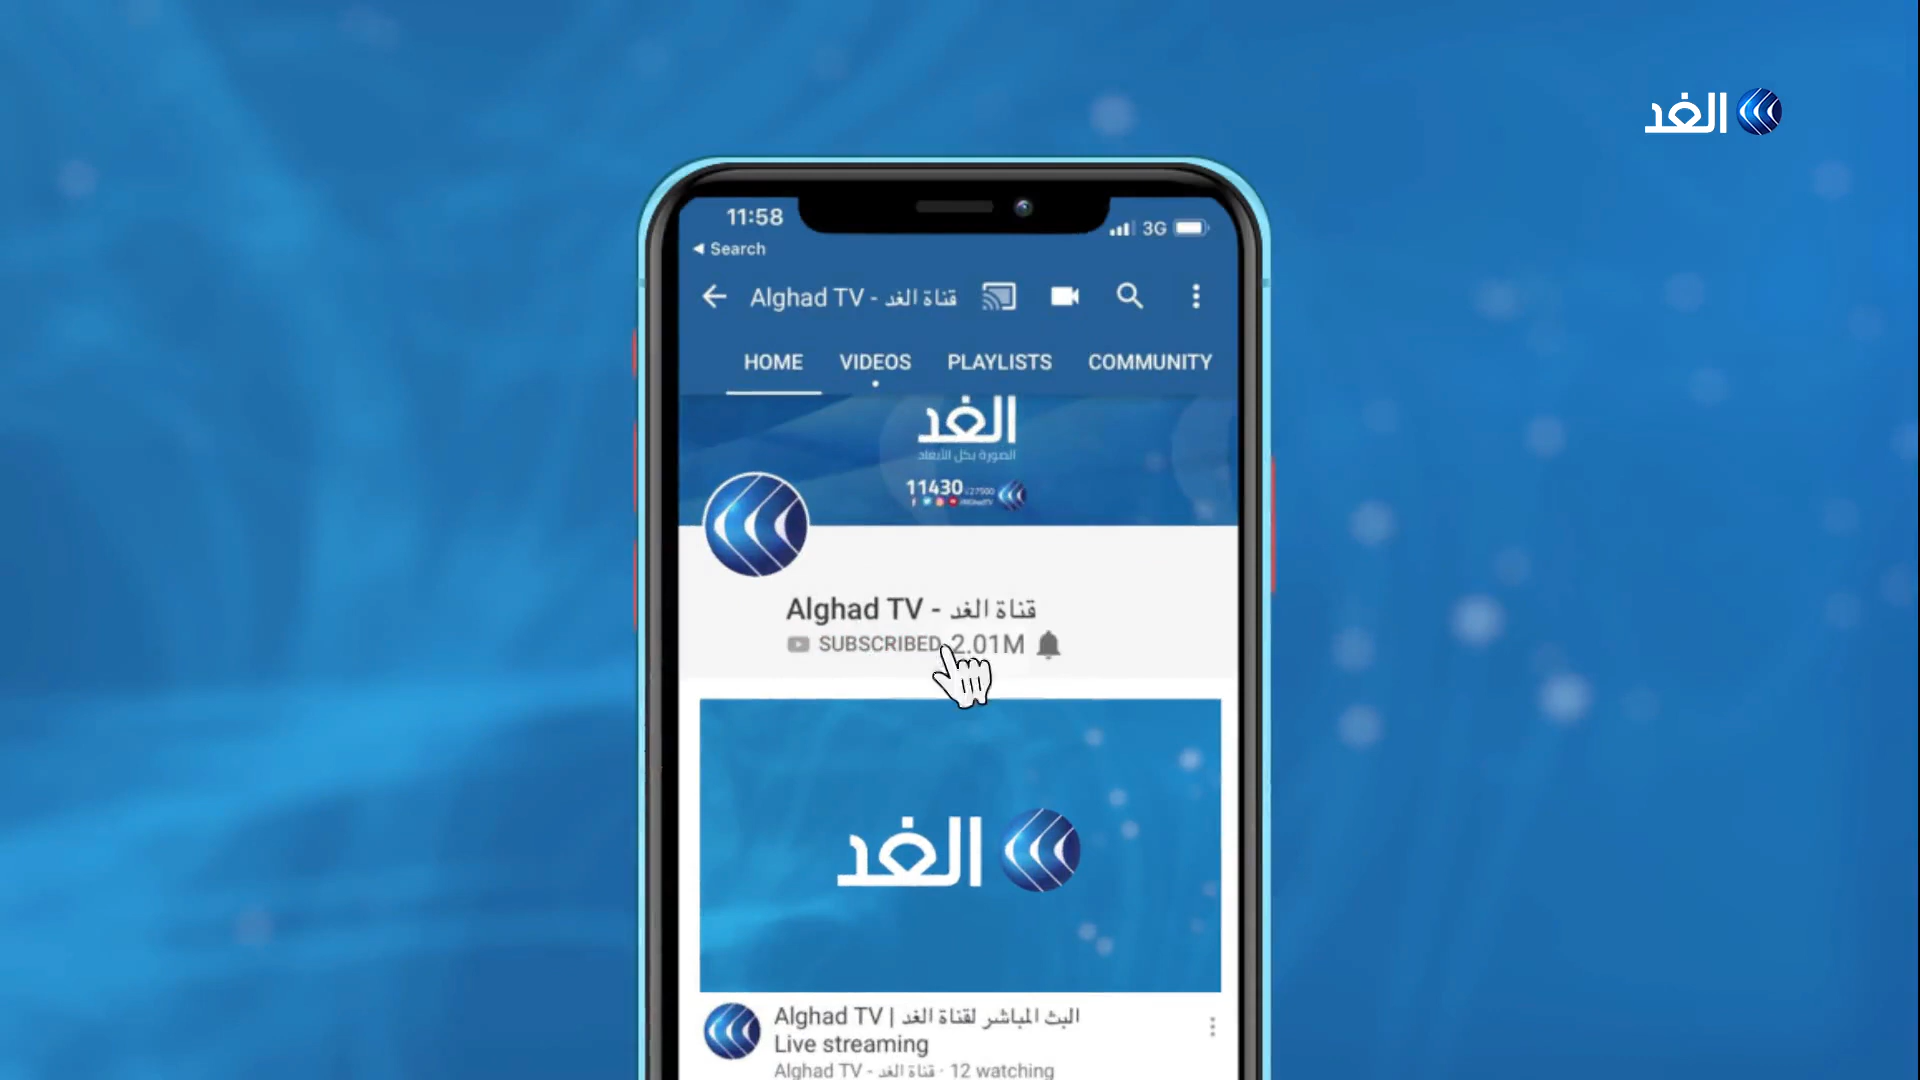 الغد
11:58
3G
Search
Alghad TV - قناة الغد
HOME VIDEOS PLAYLISTS COMMUNITY
الغد
الصورة بكل الأبعاد
11430
27500
Alghad TV - قناة الغد
SUBSCRIBED 2.01M
الغد
Alghad TV | البث المباشر لقناة الغد
Live streaming
Alghad TV - قناة الغد · 12 watching